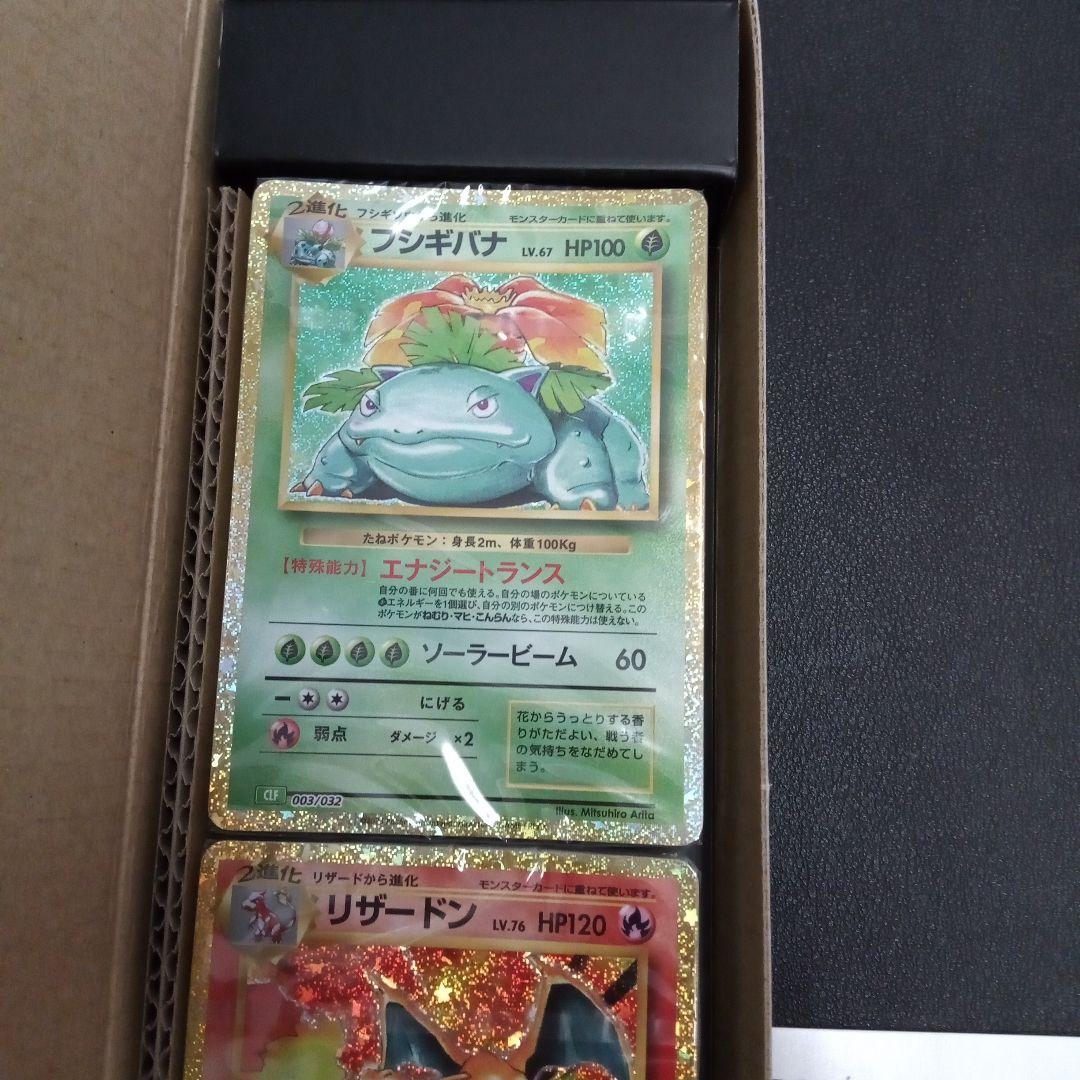 2進化 フシギソウから進化 モンスターカードに重ねて使います。
フシギバナ LV.67 HP100
たねポケモン：身長2m、体重100Kg
【特殊能力】 エナジートランス
自分の番に何回でも使える。自分の場のポケモンについている
エネルギーを1個選び、自分の別のポケモンにつけ替える。この
ポケモンがねむり・マヒ・こんらんなら、この特殊能力は使えない。
ソーラービーム 60
ー にげる
弱点 ダメージ ×2
花からうっとりする香
りがただよい、戦う者
の気持ちをなだめてし
まう。
CLF 003/032
Illus. Mitsuhiro Arita
2進化 リザードから進化 モンスターカードに重ねて使います。
リザードン LV.76 HP120